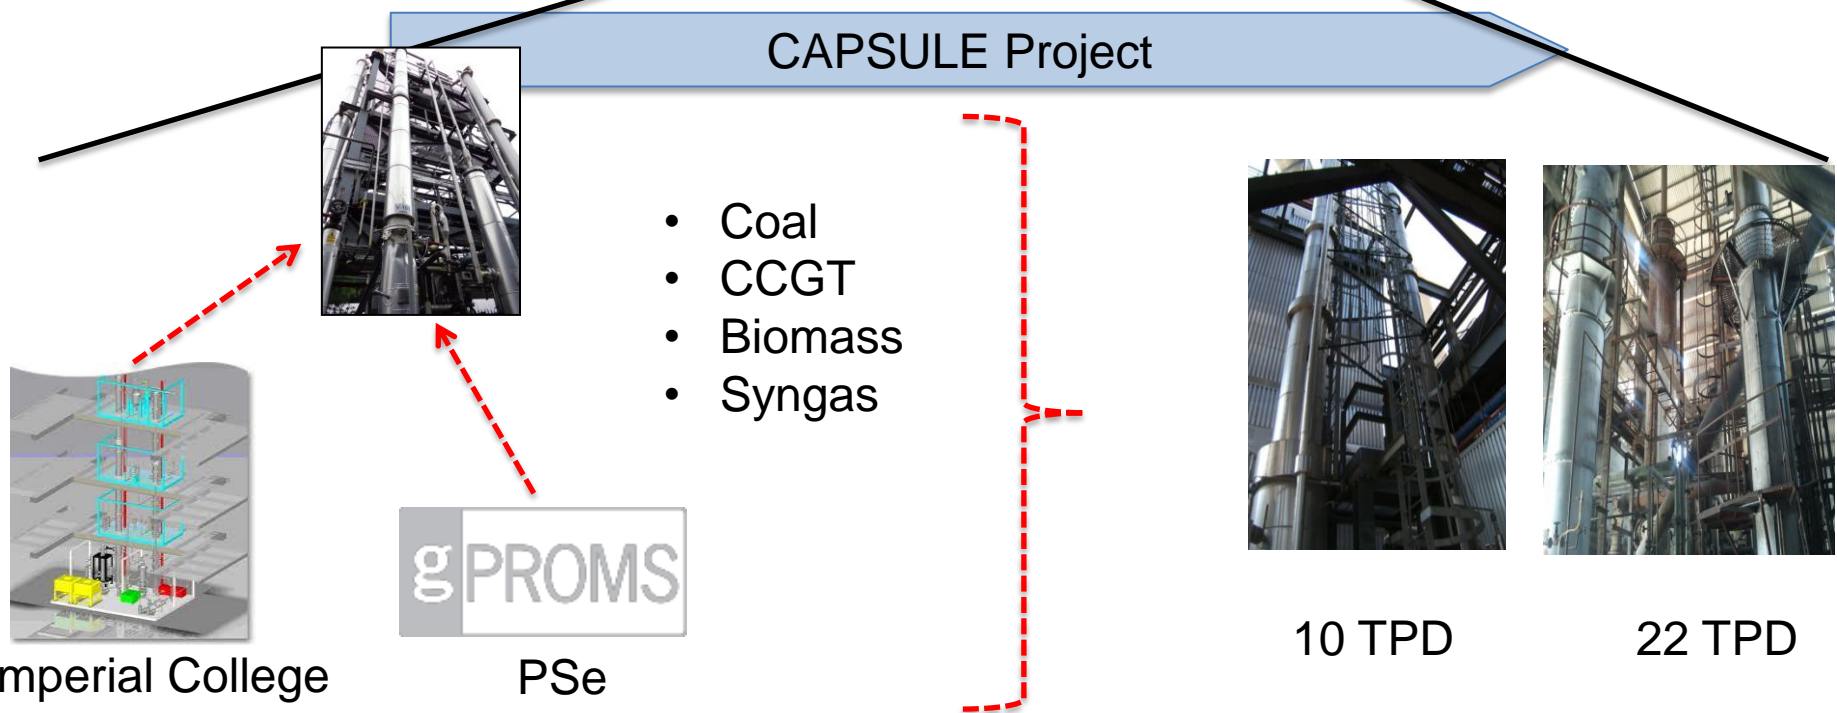 CAPSULE Project
• Coal
• CCGT
• Biomass
• Syngas
gPROMS
mperial College
PSe
10 TPD
22 TPD